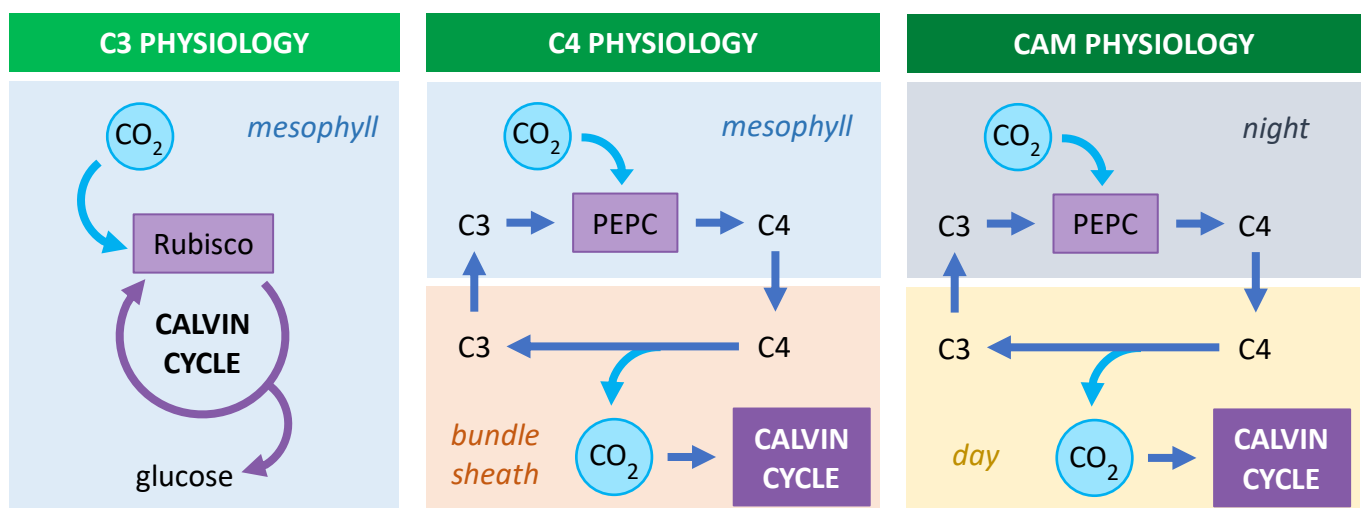 C3 PHYSIOLOGY
CO₂
mesophyll
Rubisco
CALVIN
CYCLE
glucose
C4 PHYSIOLOGY
CO₂
mesophyll
C3
PEPC
C4
C3
C4
bundle
sheath
CO₂
CALVIN
CYCLE
CAM PHYSIOLOGY
CO₂
night
C3
PEPC
C4
C3
C4
day
CO₂
CALVIN
CYCLE